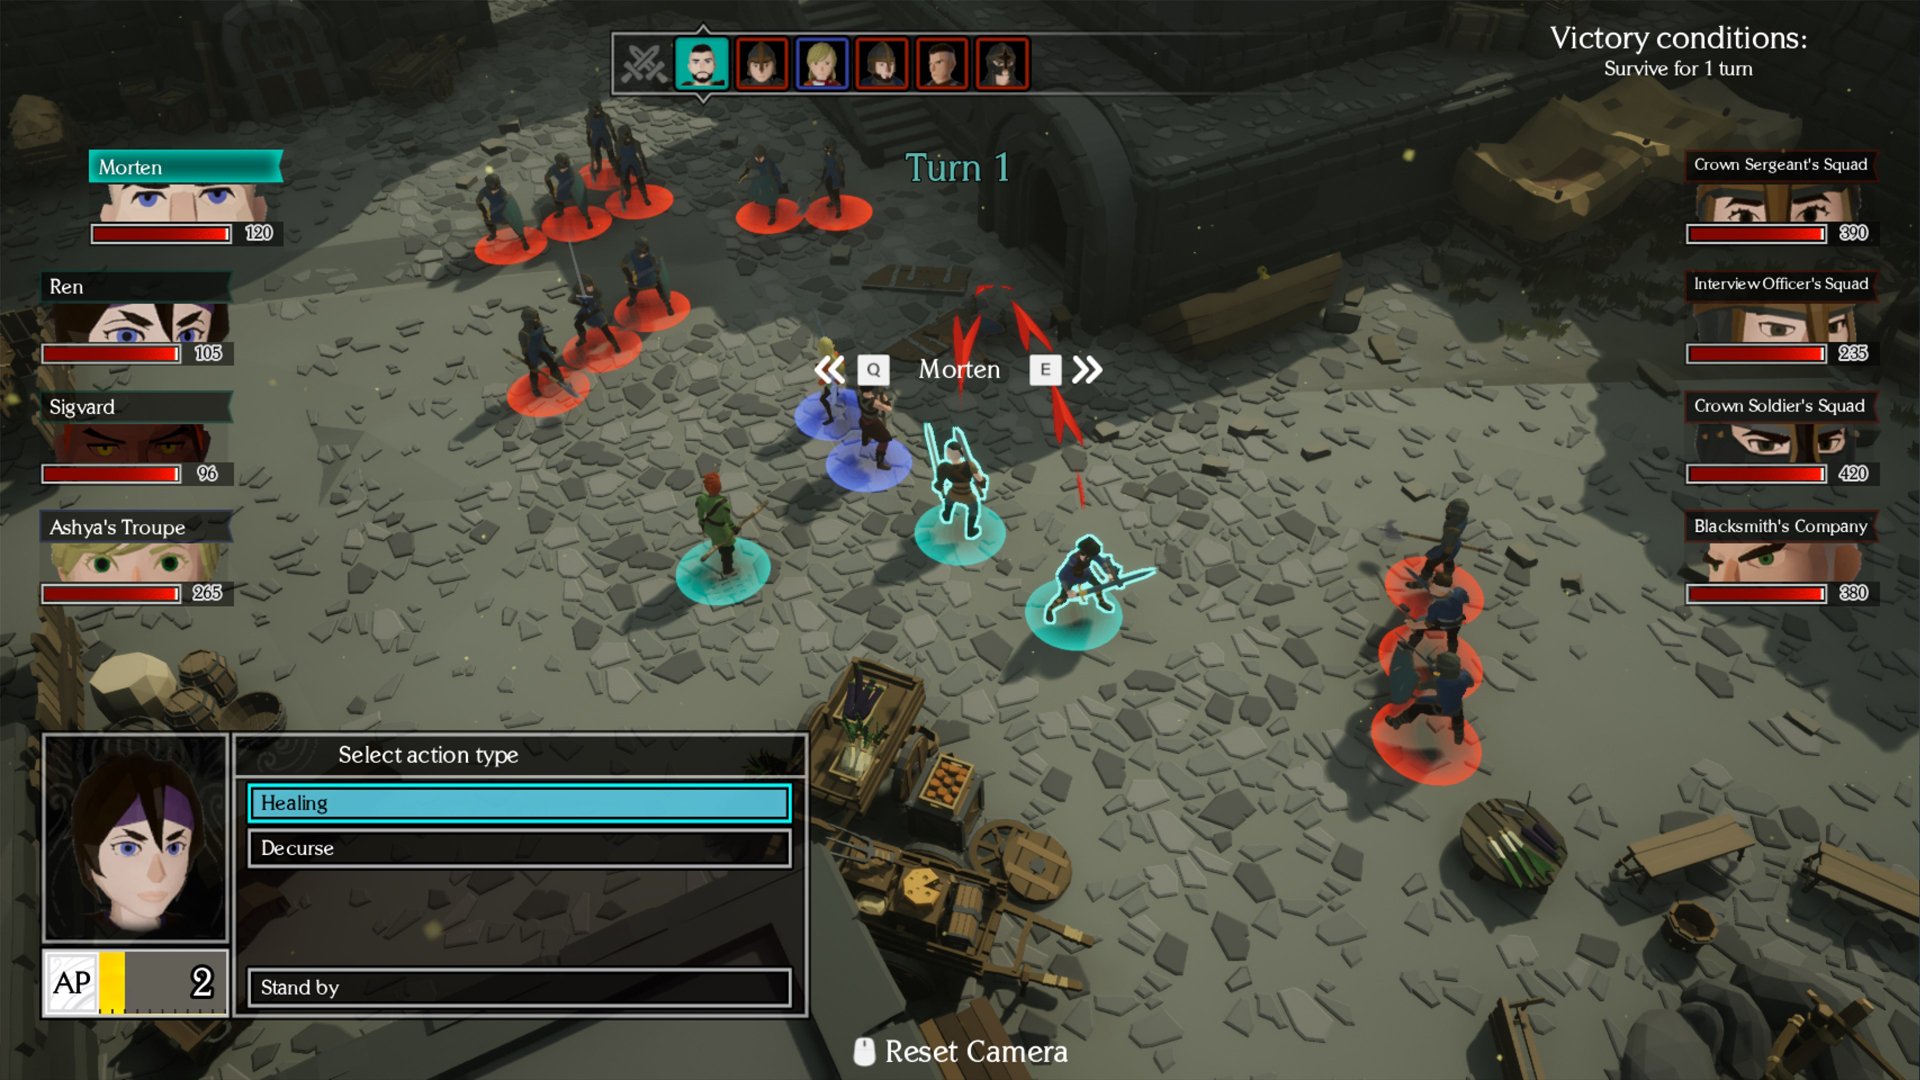 Victory conditions:
Survive for 1 turn
Turn 1
Morten
120
Ren
105
Sigvard
96
Ashya's Troupe
265
Q Morten E
Crown Sergeant's Squad
390
Interview Officer's Squad
235
Crown Soldier's Squad
420
Blacksmith's Company
380
Select action type
Healing
Decurse
Stand by
AP 2
Reset Camera